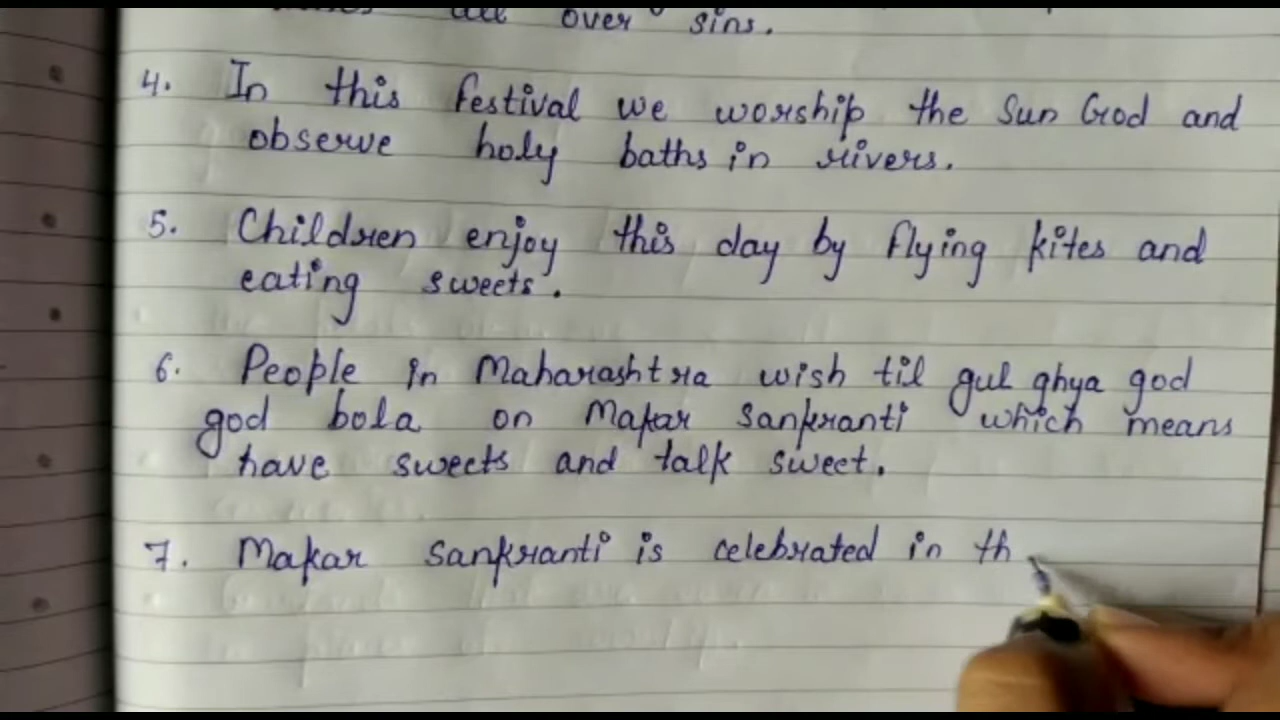 all over sins.
4. In this festival we worship the Sun God and
observe holy baths in rivers.
5. Children enjoy this day by flying kites and
eating sweets.
6. People in Maharashtra wish til gul ghya god
god bola on Makar Sankranti which means
have sweets and talk sweet.
7. Makar Sankranti is celebrated in th